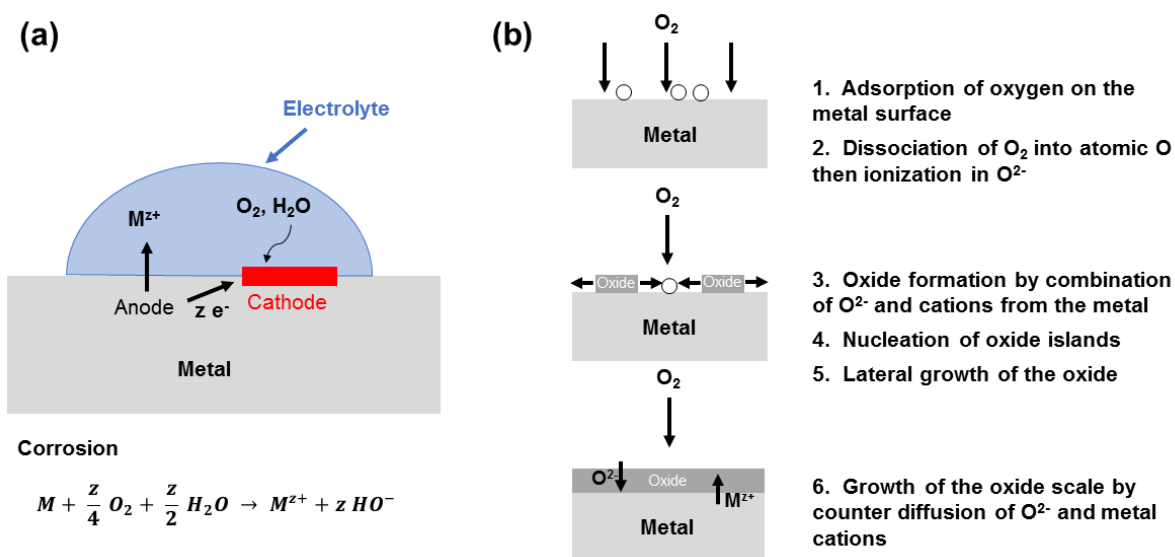 (a)
Electrolyte
O₂, H₂O
Mᶻ⁺
Anode
z e⁻
Cathode
Metal
Corrosion
M + z/4 O₂ + z/2 H₂O → Mᶻ⁺ + z HO⁻
(b)
O₂
Metal
1. Adsorption of oxygen on the
metal surface
2. Dissociation of O₂ into atomic O
then ionization in O²⁻
O₂
Oxide
Oxide
Metal
3. Oxide formation by combination
of O²⁻ and cations from the metal
4. Nucleation of oxide islands
5. Lateral growth of the oxide
O₂
O²⁻
Oxide
Mᶻ⁺
Metal
6. Growth of the oxide scale by
counter diffusion of O²⁻ and metal
cations